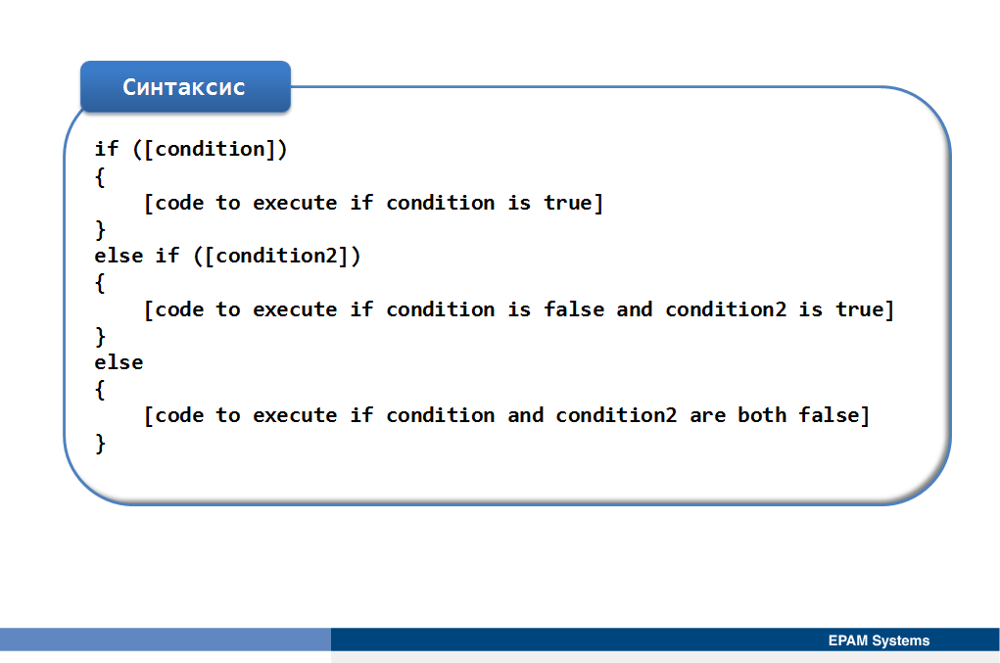 Синтаксис
if ([condition])
{
    [code to execute if condition is true]
}
else if ([condition2])
{
    [code to execute if condition is false and condition2 is true]
}
else
{
    [code to execute if condition and condition2 are both false]
}
EPAM Systems